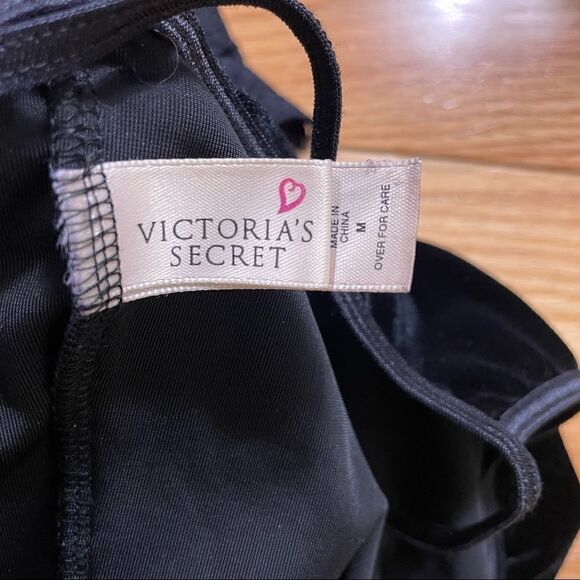 VICTORIA'S
SECRET
MADE IN
CHINA
M
OVER FOR CARE